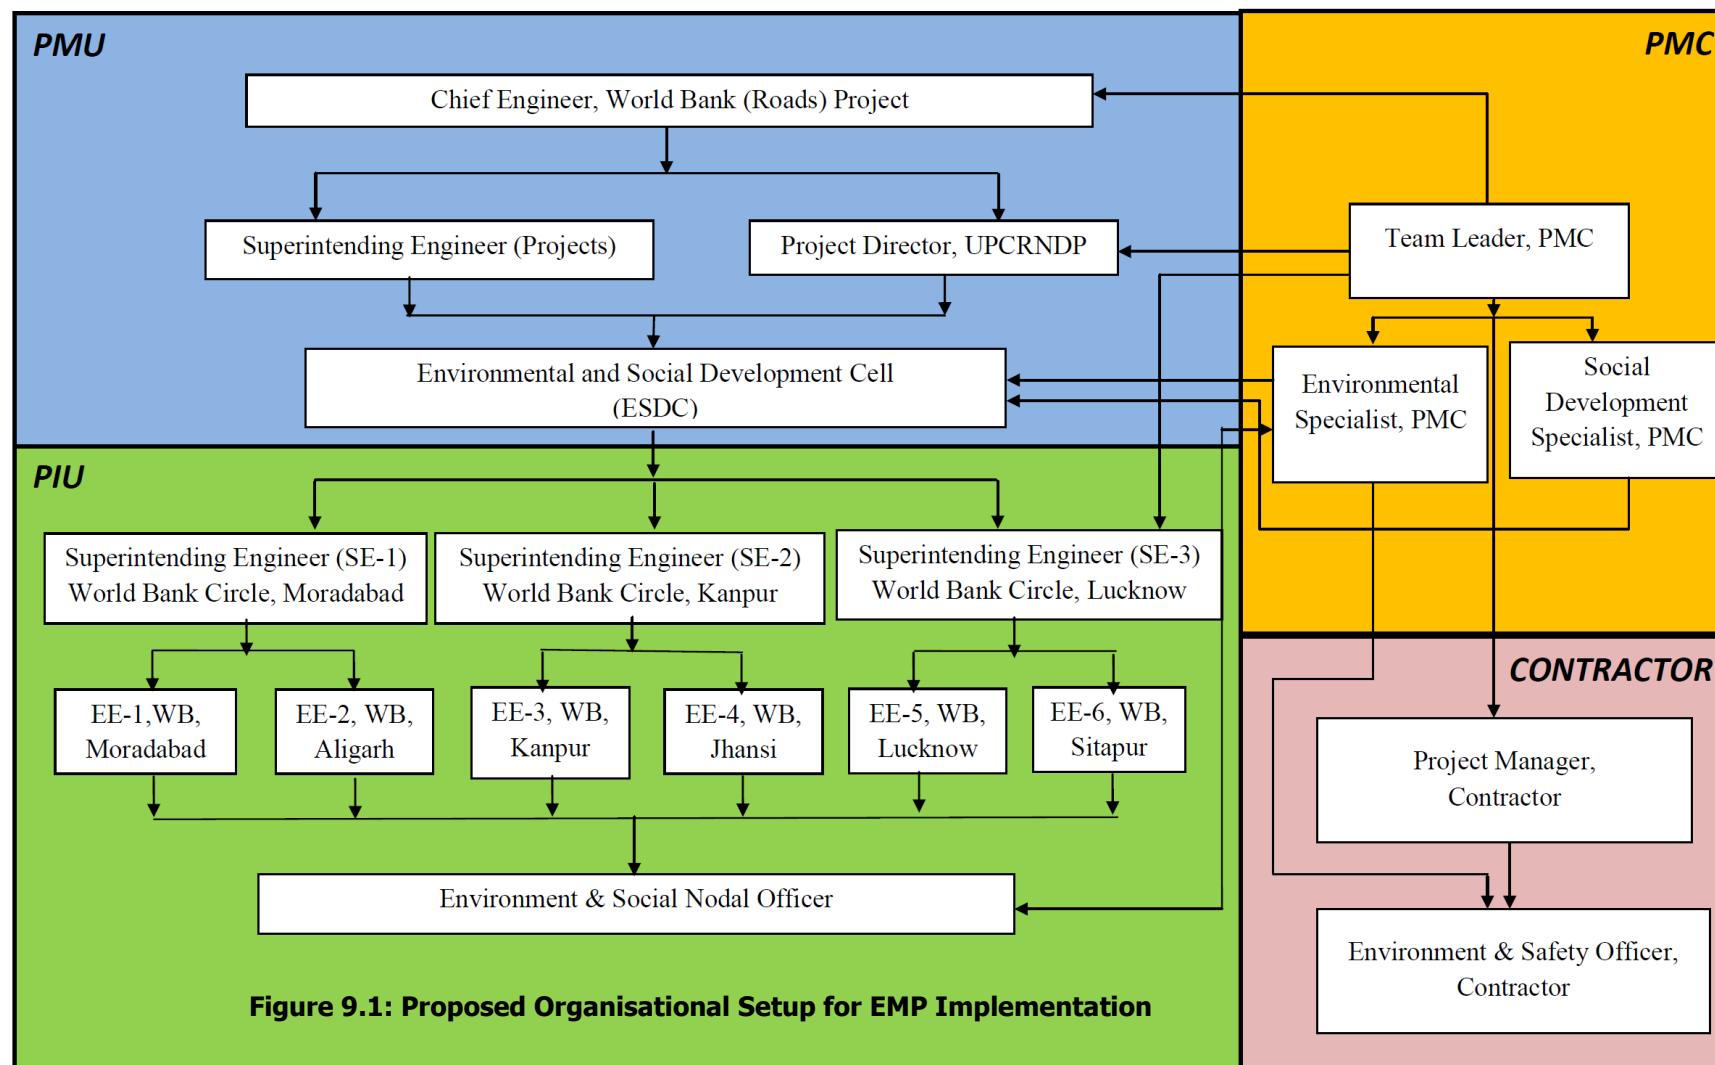 PMU
PMC
Chief Engineer, World Bank (Roads) Project
Superintending Engineer (Projects)
Project Director, UPCRNDP
Team Leader, PMC
Environmental and Social Development Cell
(ESDC)
Environmental
Specialist, PMC
Social
Development
Specialist, PMC
PIU
Superintending Engineer (SE-1)
World Bank Circle, Moradabad
Superintending Engineer (SE-2)
World Bank Circle, Kanpur
Superintending Engineer (SE-3)
World Bank Circle, Lucknow
CONTRACTOR
EE-1,WB,
Moradabad
EE-2, WB,
Aligarh
EE-3, WB,
Kanpur
EE-4, WB,
Jhansi
EE-5, WB,
Lucknow
EE-6, WB,
Sitapur
Project Manager,
Contractor
Environment & Social Nodal Officer
Environment & Safety Officer,
Contractor
Figure 9.1: Proposed Organisational Setup for EMP Implementation